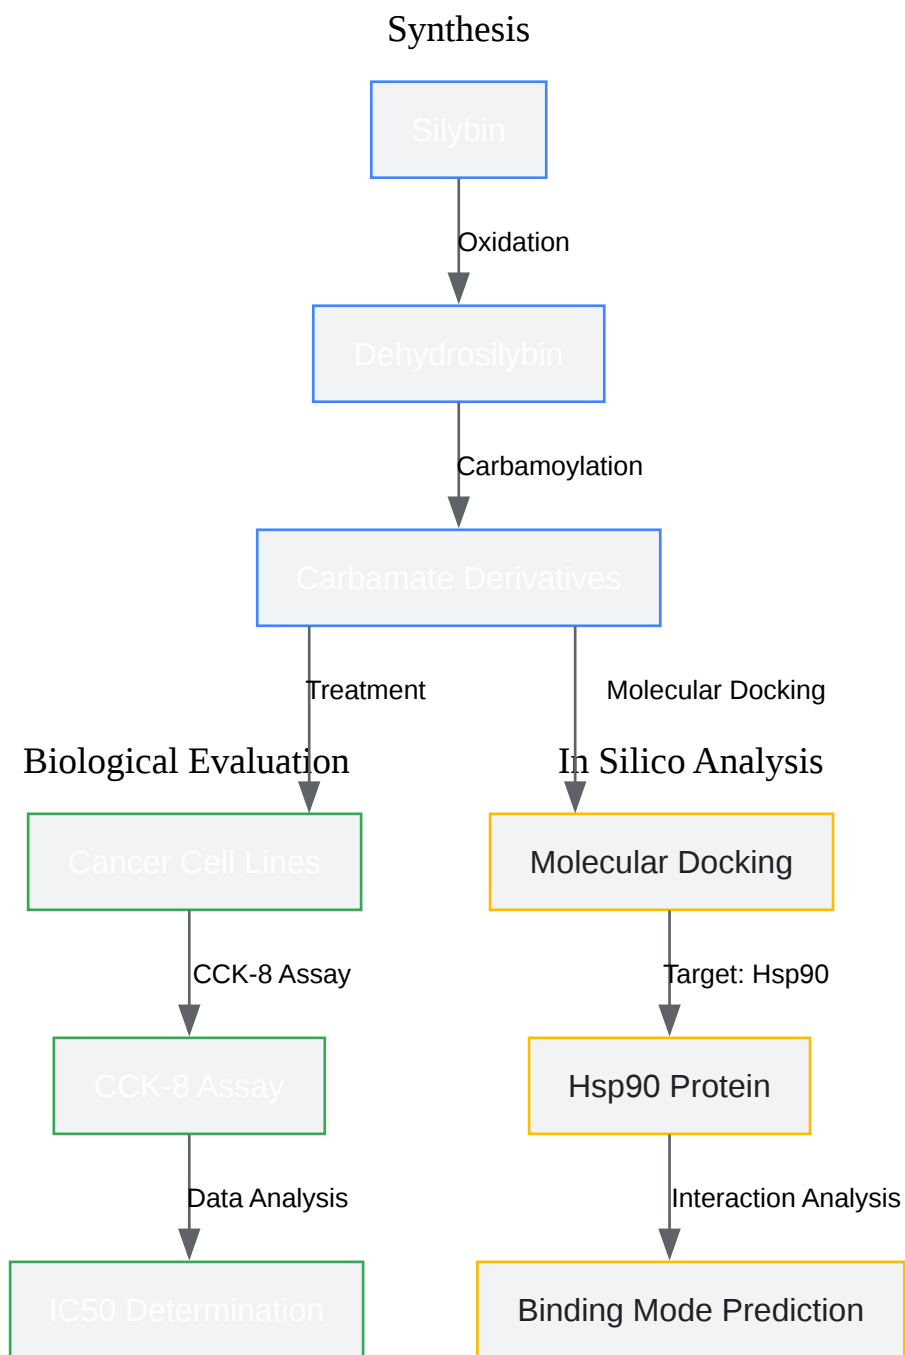 Synthesis
Silybin
Oxidation
Dehydrosilybin
Carbamoylation
Carbamate Derivatives
Treatment
Molecular Docking
Biological Evaluation
In Silico Analysis
Cancer Cell Lines
Molecular Docking
CCK-8 Assay
Target: Hsp90
CCK-8 Assay
Hsp90 Protein
Data Analysis
Interaction Analysis
IC50 Determination
Binding Mode Prediction